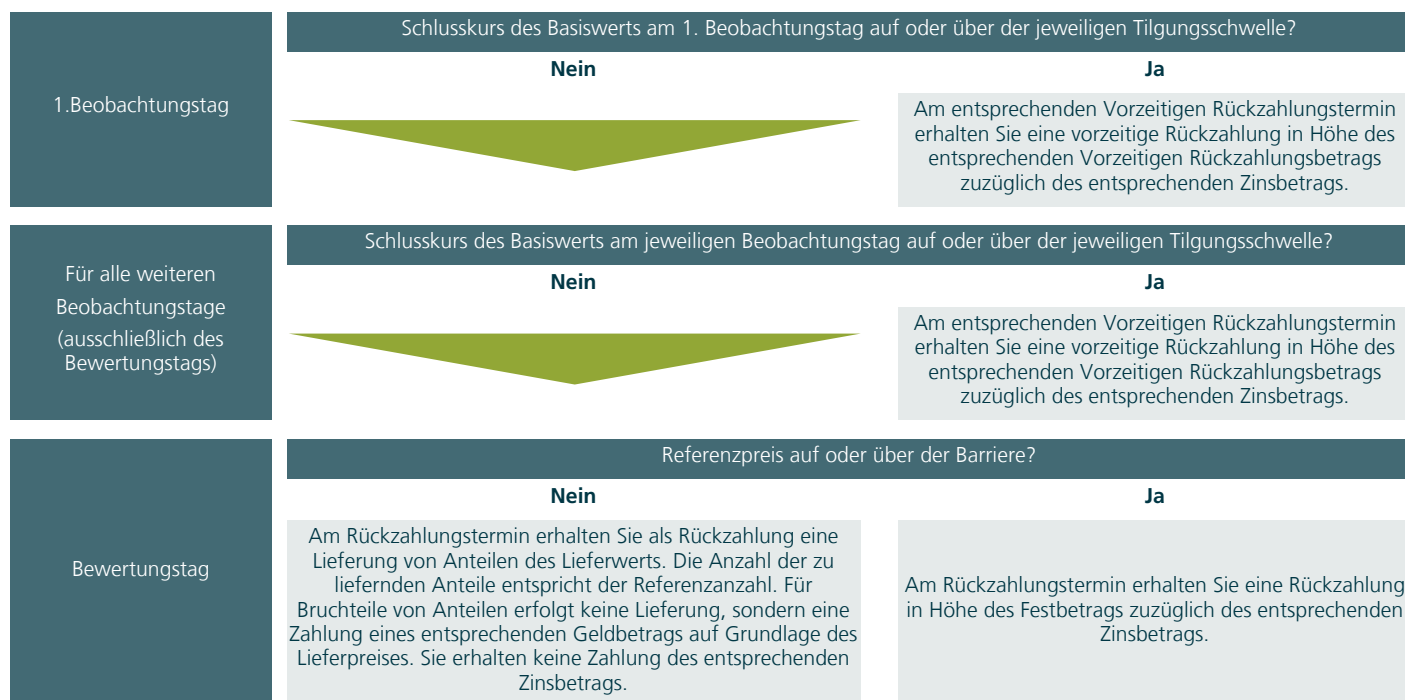 Schlusskurs des Basiswerts am 1. Beobachtungstag auf oder über der jeweiligen Tilgungsschwelle?
1.Beobachtungstag
Nein
Ja
Am entsprechenden Vorzeitigen Rückzahlungstermin
erhalten Sie eine vorzeitige Rückzahlung in Höhe des
entsprechenden Vorzeitigen Rückzahlungsbetrags
zuzüglich des entsprechenden Zinsbetrags.
Schlusskurs des Basiswerts am jeweiligen Beobachtungstag auf oder über der jeweiligen Tilgungsschwelle?
Für alle weiteren
Beobachtungstage
(ausschließlich des
Bewertungstags)
Nein
Ja
Am entsprechenden Vorzeitigen Rückzahlungstermin
erhalten Sie eine vorzeitige Rückzahlung in Höhe des
entsprechenden Vorzeitigen Rückzahlungsbetrags
zuzüglich des entsprechenden Zinsbetrags.
Referenzpreis auf oder über der Barriere?
Bewertungstag
Nein
Am Rückzahlungstermin erhalten Sie als Rückzahlung eine
Lieferung von Anteilen des Lieferwerts. Die Anzahl der zu
liefernden Anteile entspricht der Referenzanzahl. Für
Bruchteile von Anteilen erfolgt keine Lieferung, sondern eine
Zahlung eines entsprechenden Geldbetrags auf Grundlage des
Lieferpreises. Sie erhalten keine Zahlung des entsprechenden
Zinsbetrags.
Ja
Am Rückzahlungstermin erhalten Sie eine Rückzahlung
in Höhe des Festbetrags zuzüglich des entsprechenden
Zinsbetrags.